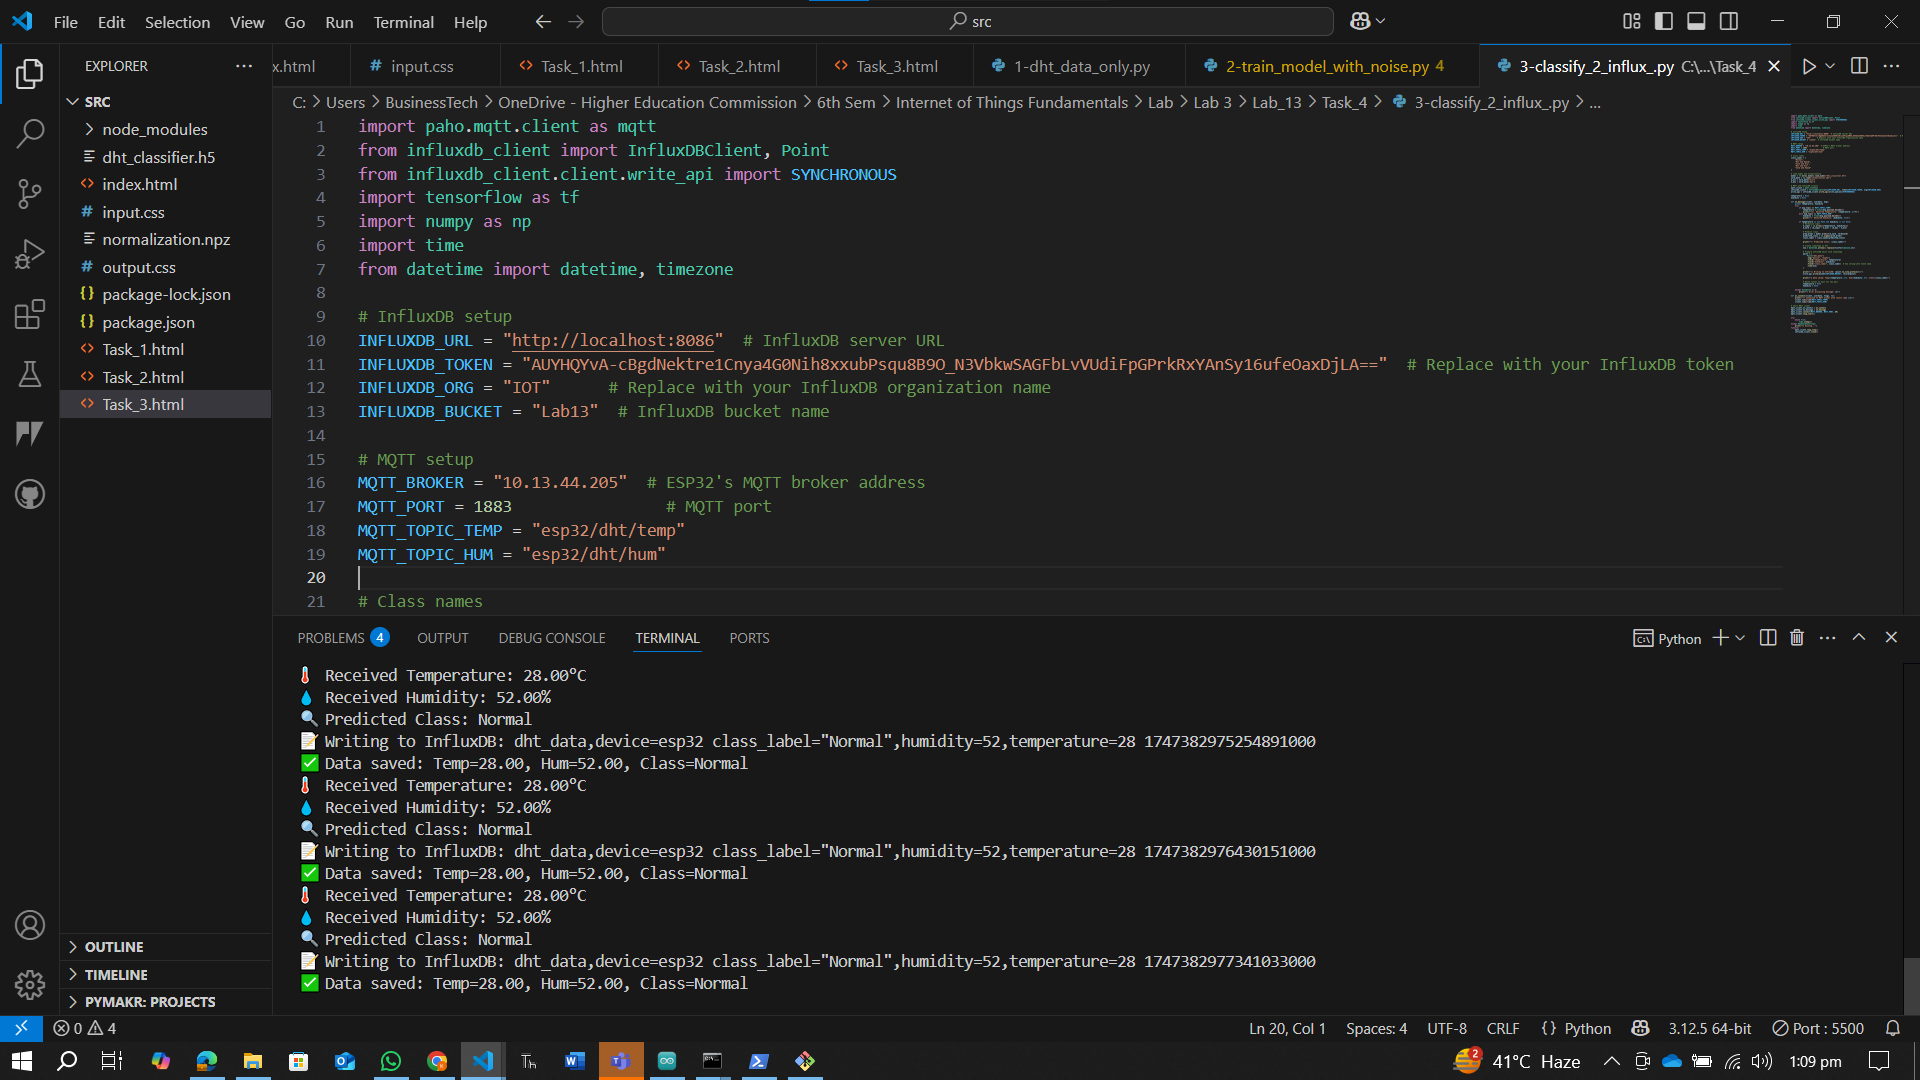 File Edit Selection View Go Run Terminal Help
src
EXPLORER
x.html
input.css
Task_1.html
Task_2.html
Task_3.html
1-dht_data_only.py
2-train_model_with_noise.py 4
3-classify_2_influx_.py C:\...\Task_4
C: > Users > BusinessTech > OneDrive - Higher Education Commission > 6th Sem > Internet of Things Fundamentals > Lab > Lab 3 > Lab_13 > Task_4 > 3-classify_2_influx_.py > ...
SRC
node_modules
dht_classifier.h5
index.html
input.css
normalization.npz
output.css
package-lock.json
package.json
Task_1.html
Task_2.html
Task_3.html
OUTLINE
TIMELINE
PYMAKR: PROJECTS
1 import paho.mqtt.client as mqtt
2 from influxdb_client import InfluxDBClient, Point
3 from influxdb_client.client.write_api import SYNCHRONOUS
4 import tensorflow as tf
5 import numpy as np
6 import time
7 from datetime import datetime, timezone
8
9 # InfluxDB setup
10 INFLUXDB_URL = "http://localhost:8086"  # InfluxDB server URL
11 INFLUXDB_TOKEN = "AUYHQYvA-cBgdNektre1Cnya4G0Nih8xxubPsqu8B9O_N3VbkwSAGFbLvVUdiFpGPrkRxYAnSy16ufeOaxDjLA=="  # Replace with your InfluxDB token
12 INFLUXDB_ORG = "IOT"      # Replace with your InfluxDB organization name
13 INFLUXDB_BUCKET = "Lab13"  # InfluxDB bucket name
14
15 # MQTT setup
16 MQTT_BROKER = "10.13.44.205"  # ESP32's MQTT broker address
17 MQTT_PORT = 1883                # MQTT port
18 MQTT_TOPIC_TEMP = "esp32/dht/temp"
19 MQTT_TOPIC_HUM = "esp32/dht/hum"
20
21 # Class names
PROBLEMS 4 OUTPUT DEBUG CONSOLE TERMINAL PORTS
Python
🌡 Received Temperature: 28.00°C
💧 Received Humidity: 52.00%
🔍 Predicted Class: Normal
📝 Writing to InfluxDB: dht_data,device=esp32 class_label="Normal",humidity=52,temperature=28 1747382975254891000
✅ Data saved: Temp=28.00, Hum=52.00, Class=Normal
🌡 Received Temperature: 28.00°C
💧 Received Humidity: 52.00%
🔍 Predicted Class: Normal
📝 Writing to InfluxDB: dht_data,device=esp32 class_label="Normal",humidity=52,temperature=28 1747382976430151000
✅ Data saved: Temp=28.00, Hum=52.00, Class=Normal
🌡 Received Temperature: 28.00°C
💧 Received Humidity: 52.00%
🔍 Predicted Class: Normal
📝 Writing to InfluxDB: dht_data,device=esp32 class_label="Normal",humidity=52,temperature=28 1747382977341033000
✅ Data saved: Temp=28.00, Hum=52.00, Class=Normal
0 4
Ln 20, Col 1 Spaces: 4 UTF-8 CRLF {} Python 3.12.5 64-bit Port : 5500
2 41°C Haze 1:09 pm